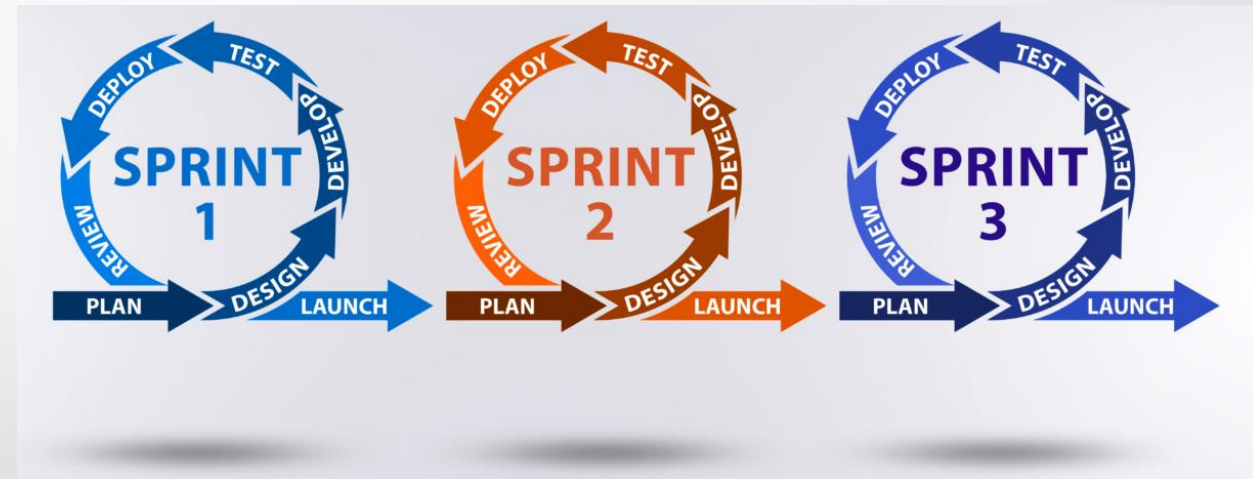 DEPLOY
TEST
DEVELOP
SPRINT
1
REVIEW
PLAN
DESIGN
LAUNCH
DEPLOY
TEST
DEVELOP
SPRINT
2
REVIEW
PLAN
DESIGN
LAUNCH
DEPLOY
TEST
DEVELOP
SPRINT
3
REVIEW
PLAN
DESIGN
LAUNCH